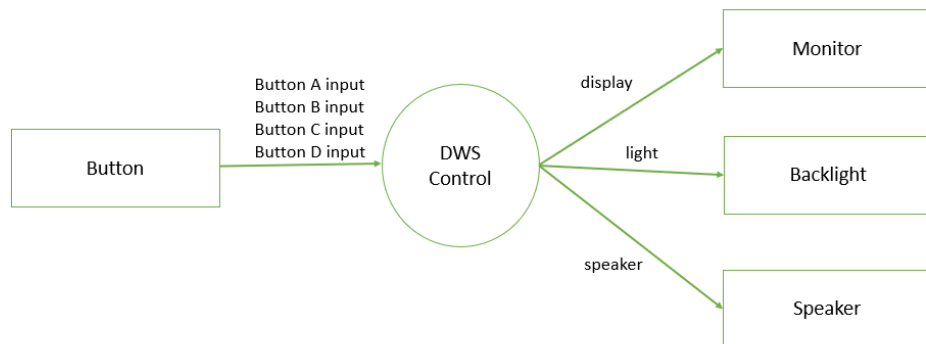 Button
Button A input
Button B input
Button C input
Button D input
DWS
Control
display
light
speaker
Monitor
Backlight
Speaker